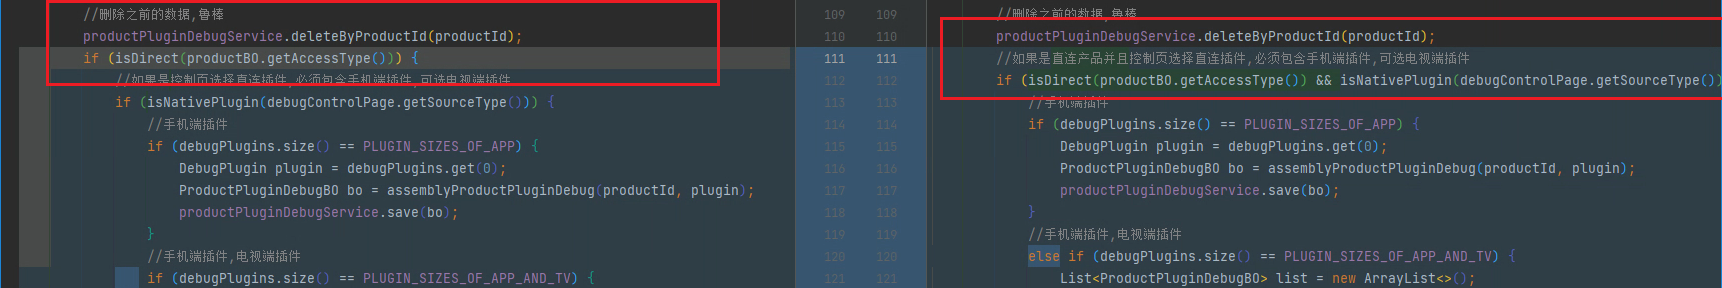 //删除之前的数据,鲁棒
productPluginDebugService.deleteByProductId(productId);
if (isDirect(productBO.getAccessType())) {
//如果是控制页选择直连插件,必须包含手机端插件,可选电视端插件
if (isNativePlugin(debugControlPage.getSourceType())) {
//手机端插件
if (debugPlugins.size() == PLUGIN_SIZES_OF_APP) {
DebugPlugin plugin = debugPlugins.get(0);
ProductPluginDebugBO bo = assemblyProductPluginDebug(productId, plugin);
productPluginDebugService.save(bo);
}
//手机端插件,电视端插件
if (debugPlugins.size() == PLUGIN_SIZES_OF_APP_AND_TV) {
109 109
110 110
111 111
112 112
113 113
114 114
115 115
116 116
117 117
118 118
119 119
120 120
121 121
//删除之前的数据,鲁棒
productPluginDebugService.deleteByProductId(productId);
//如果是直连产品并且控制页选择直连插件,必须包含手机端插件,可选电视端插件
if (isDirect(productBO.getAccessType()) && isNativePlugin(debugControlPage.getSourceType())
//手机端插件
if (debugPlugins.size() == PLUGIN_SIZES_OF_APP) {
DebugPlugin plugin = debugPlugins.get(0);
ProductPluginDebugBO bo = assemblyProductPluginDebug(productId, plugin);
productPluginDebugService.save(bo);
}
//手机端插件,电视端插件
else if (debugPlugins.size() == PLUGIN_SIZES_OF_APP_AND_TV) {
List<ProductPluginDebugBO> list = new ArrayList<>();